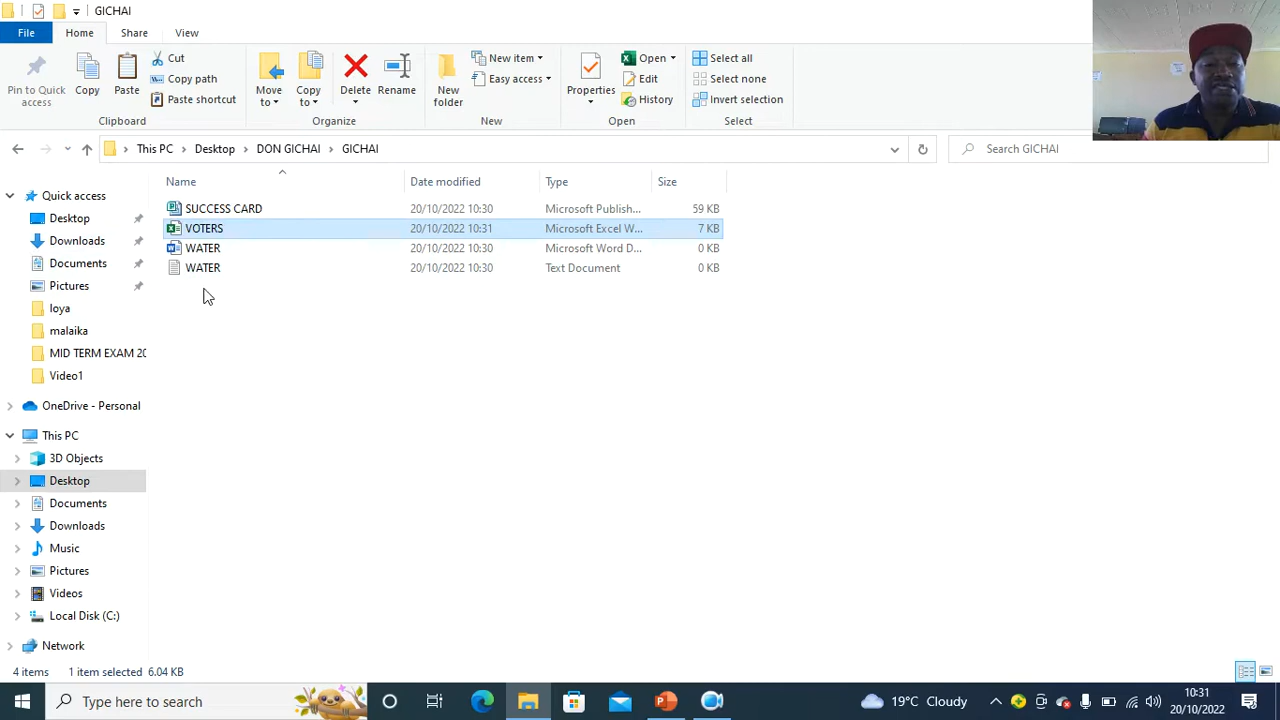 GICHAI
File Home Share View
Pin to Quick access
Copy
Paste
Cut
Copy path
Paste shortcut
Clipboard
Move to
Copy to
Delete
Rename
Organize
New folder
New item
Easy access
New
Properties
Open
Edit
History
Open
Select all
Select none
Invert selection
Select
This PC > Desktop > DON GICHAI > GICHAI
Search GICHAI
Name Date modified Type Size
SUCCESS CARD 20/10/2022 10:30 Microsoft Publish... 59 KB
VOTERS 20/10/2022 10:31 Microsoft Excel W... 7 KB
WATER 20/10/2022 10:30 Microsoft Word D... 0 KB
WATER 20/10/2022 10:30 Text Document 0 KB
Quick access
Desktop
Downloads
Documents
Pictures
loya
malaika
MID TERM EXAM 20
Video1
OneDrive - Personal
This PC
3D Objects
Desktop
Documents
Downloads
Music
Pictures
Videos
Local Disk (C:)
Network
4 items 1 item selected 6.04 KB
Type here to search
19°C Cloudy
10:31
20/10/2022